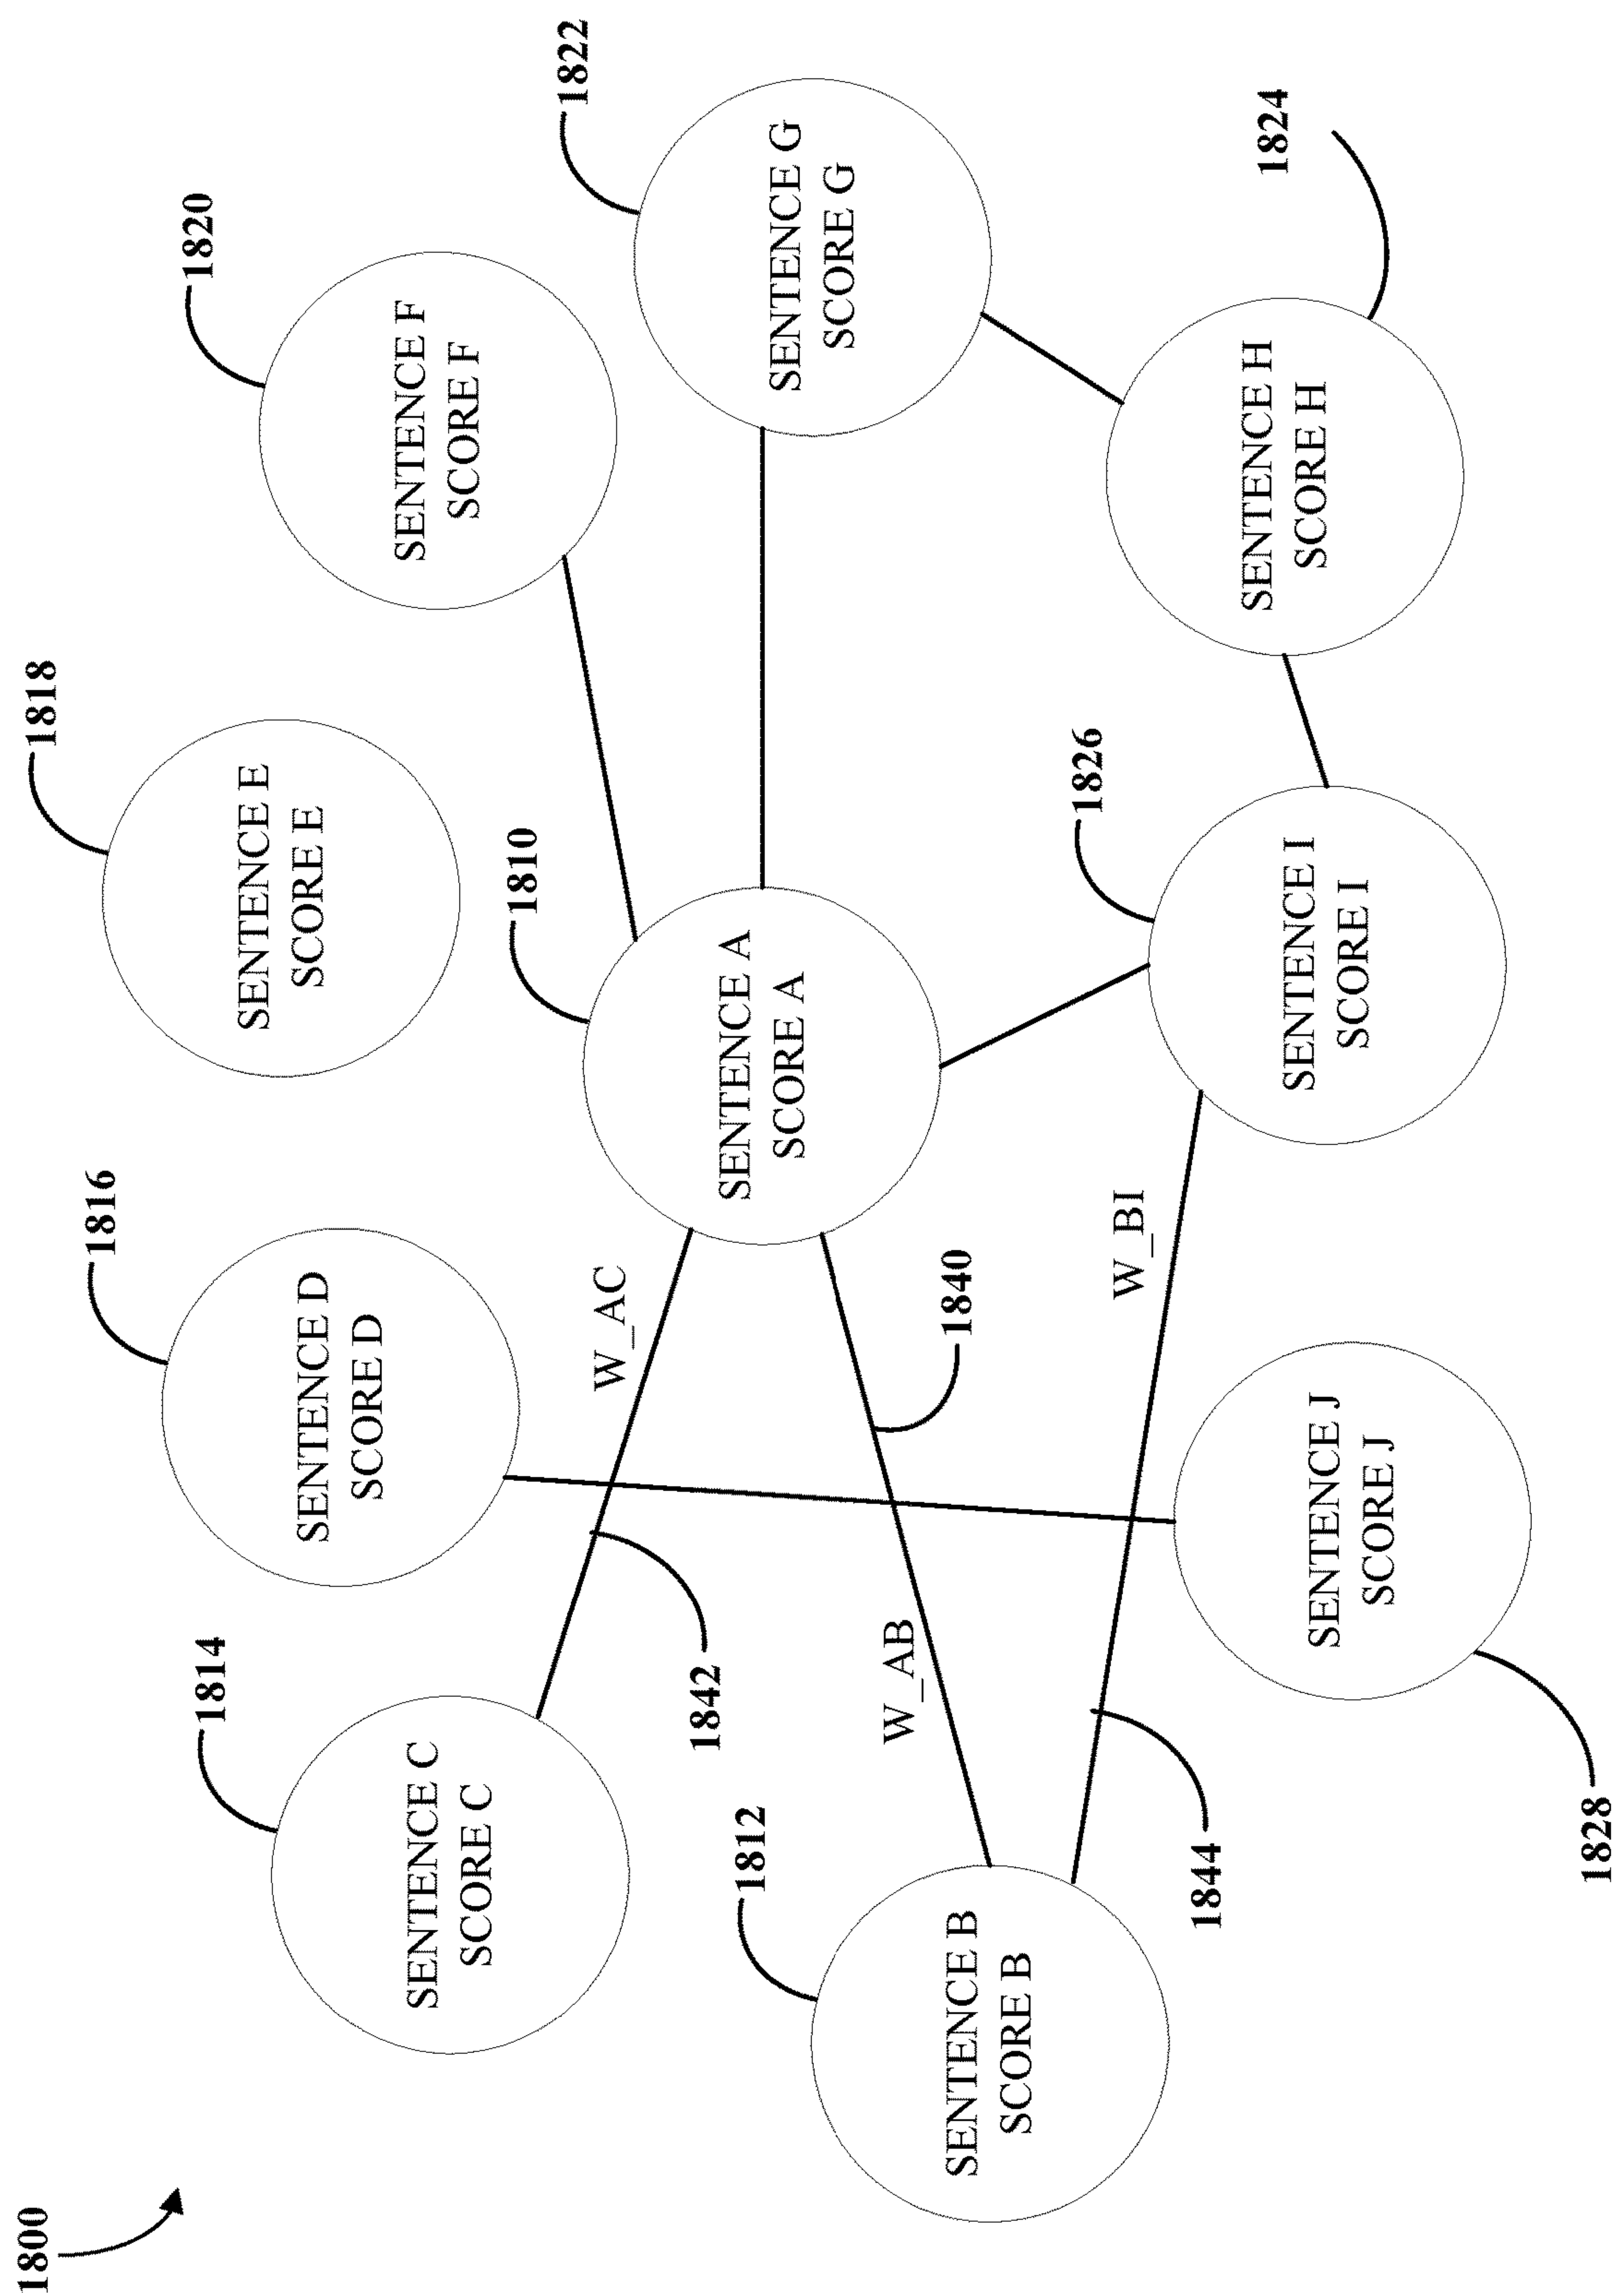 1800
1818
1816
1820
1814
SENTENCE E
SCORE E
SENTENCE D
SCORE D
SENTENCE F
SCORE F
SENTENCE C
SCORE C
1810
1822
W_AC
1842
SENTENCE A
SCORE A
1812
SENTENCE G
SCORE G
W_AB
1840
SENTENCE B
SCORE B
1826
W_BI
1844
SENTENCE H
SCORE H
1824
SENTENCE I
SCORE I
SENTENCE J
SCORE J
1828